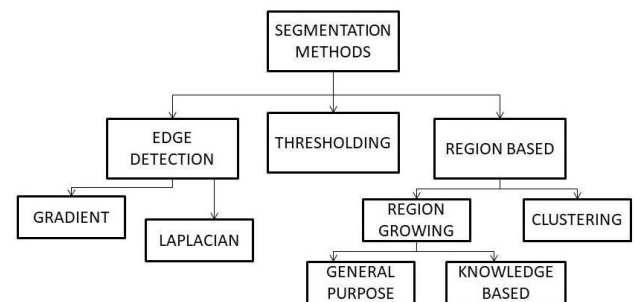 SEGMENTATION
METHODS
EDGE
DETECTION
THRESHOLDING
REGION BASED
GRADIENT
LAPLACIAN
REGION
GROWING
CLUSTERING
GENERAL
PURPOSE
KNOWLEDGE
BASED